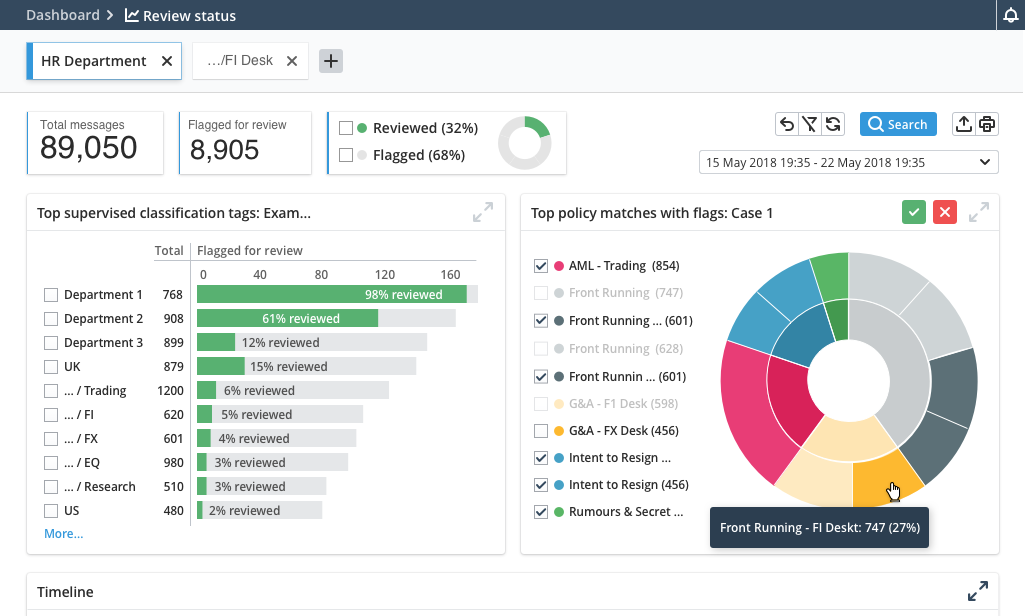 Dashboard > Review status
HR Department
.../FI Desk
Total messages
89,050
Flagged for review
8,905
Reviewed (32%)
Flagged (68%)
Search
15 May 2018 19:35 - 22 May 2018 19:35
Top supervised classification tags: Exam...
Total Flagged for review
0 40 80 120 160
Department 1 768 98% reviewed
Department 2 908 61% reviewed
Department 3 899 12% reviewed
UK 879 15% reviewed
... / Trading 1200 6% reviewed
... / FI 620 5% reviewed
... / FX 601 4% reviewed
... / EQ 980 3% reviewed
... / Research 510 3% reviewed
US 480 2% reviewed
More...
Top policy matches with flags: Case 1
AML - Trading (854)
Front Running (747)
Front Running ... (601)
Front Running (628)
Front Runnin ... (601)
G&A - F1 Desk (598)
G&A - FX Desk (456)
Intent to Resign ...
Intent to Resign (456)
Rumours & Secret ...
Front Running - FI Deskt: 747 (27%)
Timeline